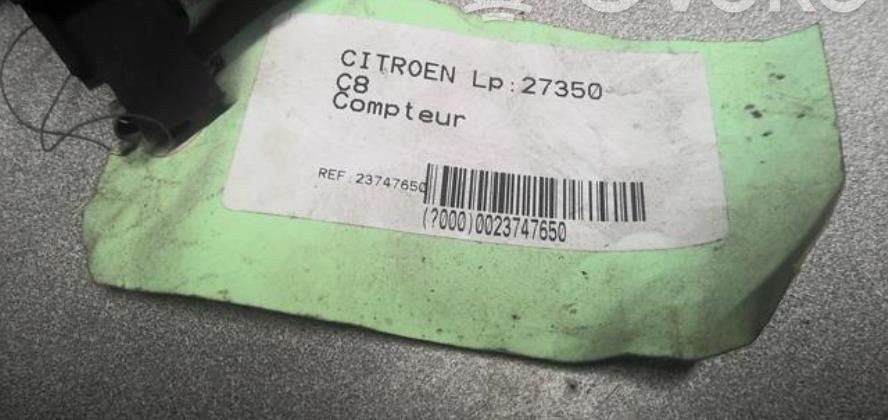 CITROEN Lp:27350
C8
Compteur
REF:23747650
(?000)0023747650